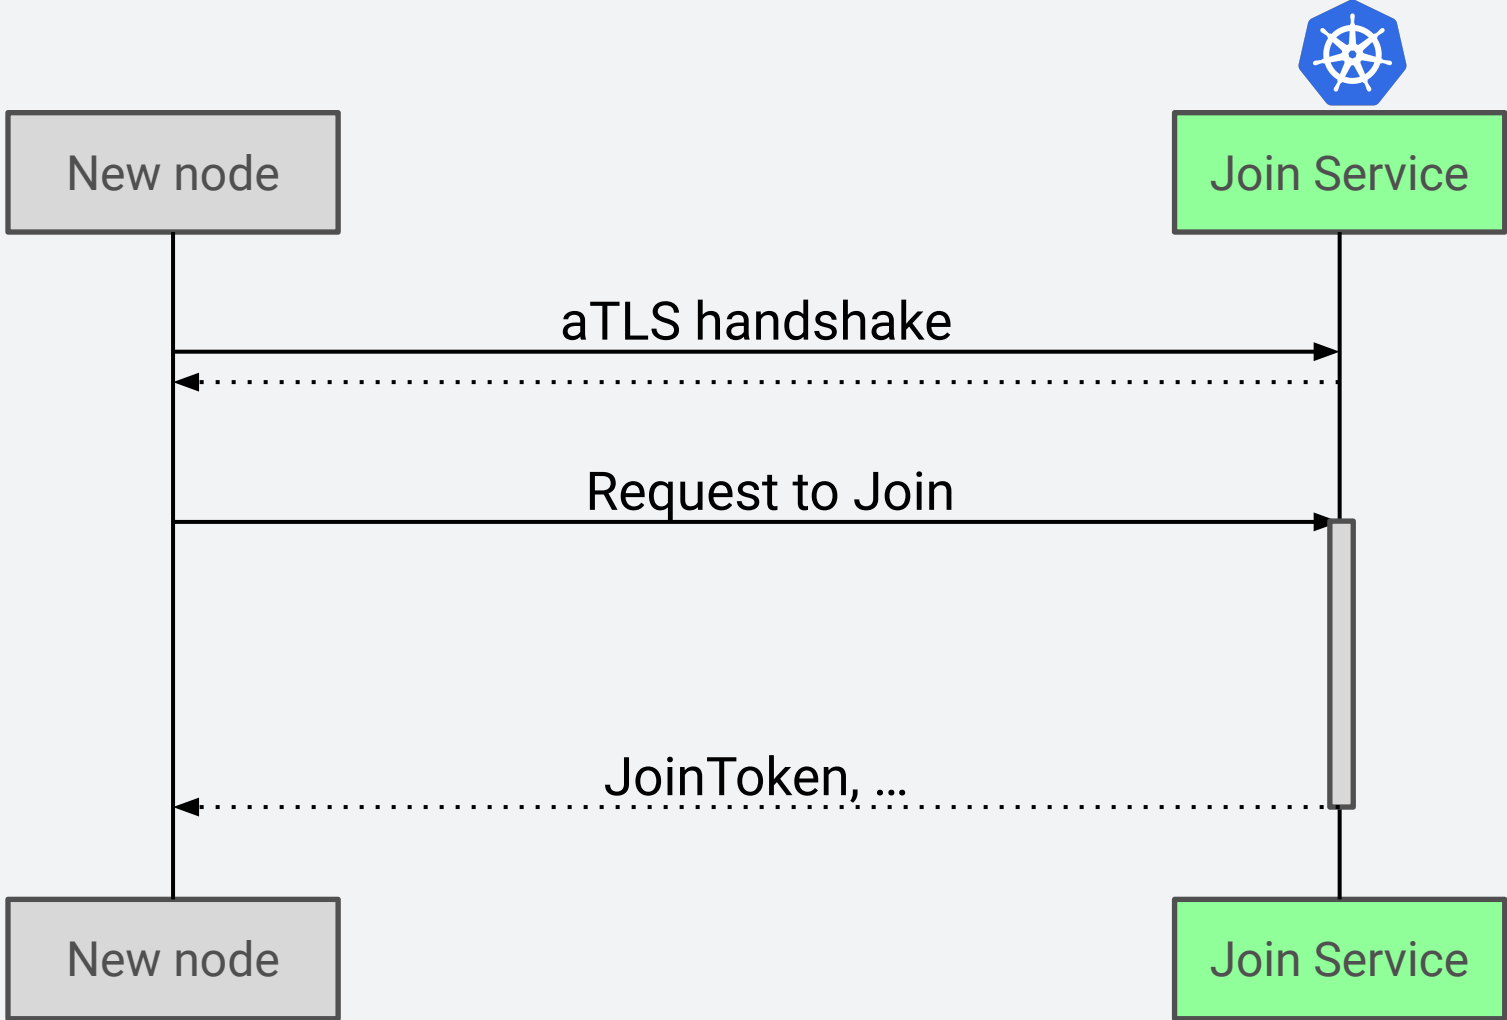 New node
Join Service
aTLS handshake
Request to Join
JoinToken, ...
New node
Join Service